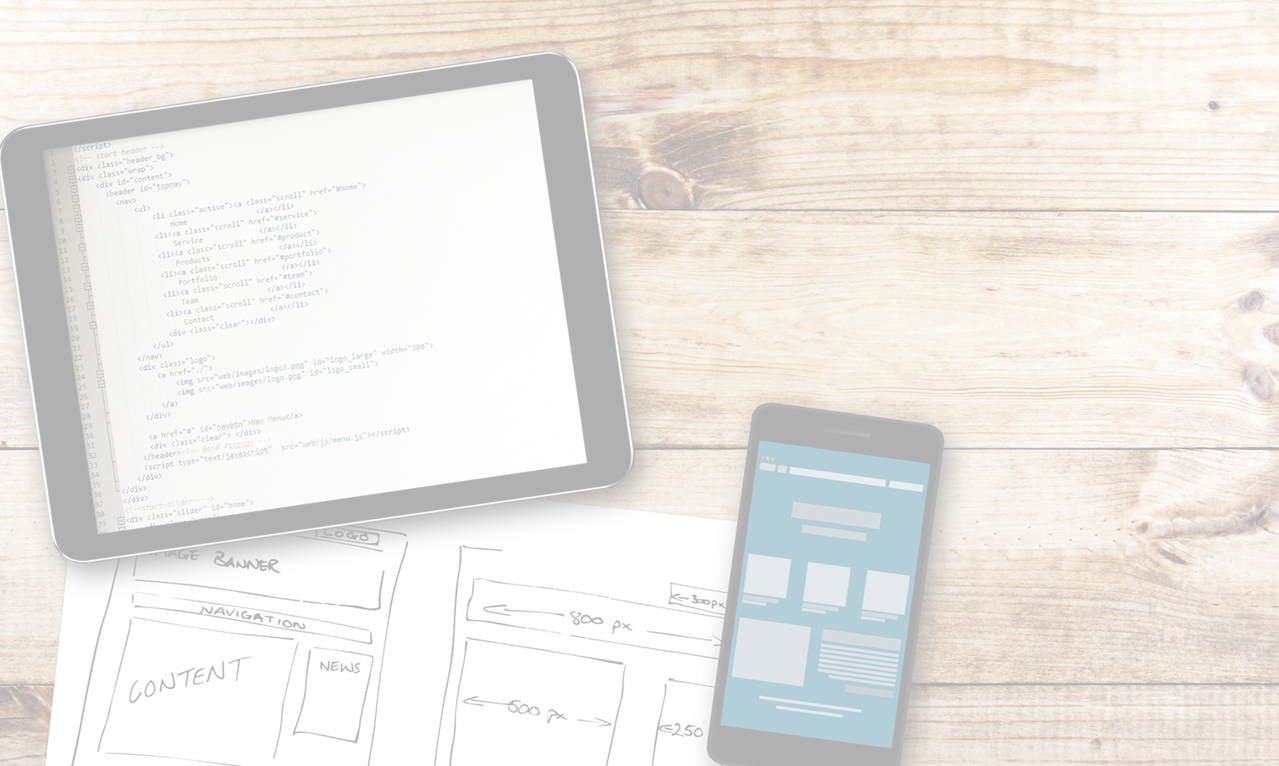 </script>
<!-- start header -->
<div class="header_bg">
<div class="wrap">
<div id="content">
<header id="topnav">
<nav>
<ul>
<li class="active"><a class="scroll" href="#home">
Home </a></li>
<li><a class="scroll" href="#service">
Service </a></li>
<li><a class="scroll" href="#product">
Products </a></li>
<li><a class="scroll" href="#portfolio">
Portfolio </a></li>
<li><a class="scroll" href="#team">
Team </a></li>
<li><a class="scroll" href="#contact">
Contact </a></li>
<div class="clear"></div>
</ul>
</nav>
<div class="logo">
<a href="./">
<img src="web/images/logo3.png" id="logo_large" width="300">
<img src="web/images/logo.png" id="logo_small">
</a>
</div>
<a href="#" id="navbtn">Nav Menu</a>
<div class="clear"> </div>
</header><!-- @end #topnav -->
<script type="text/javascript" src="web/js/menu.js"></script>
</div>
</div>
</div>
<!--start-slider---->
<div class="slider" id="home">
LOGO
IMAGE BANNER
NAVIGATION
CONTENT
NEWS
300px
800 px
600 px
250